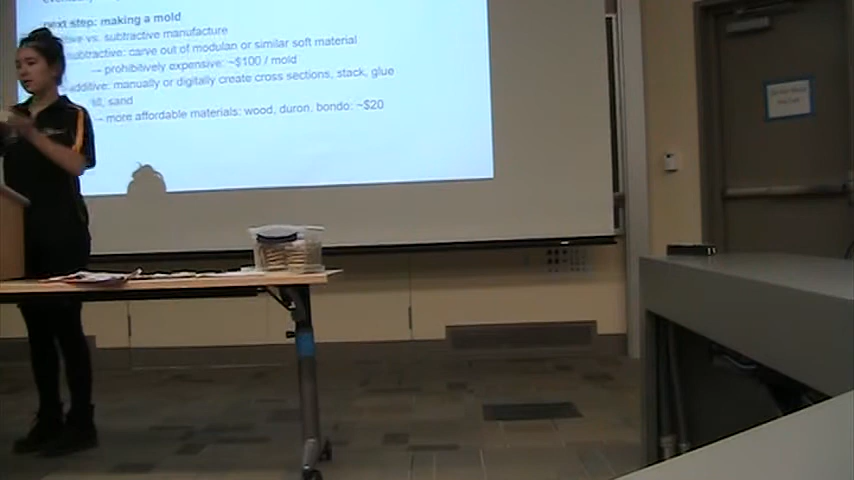 next step: making a mold
vs. subtractive manufacture
subtractive: carve out of modulan or similar soft material
→ prohibitively expensive: ~$100 / mold
additive: manually or digitally create cross sections, stack, glue
sand
→ more affordable materials: wood, duron, bondo: ~$20